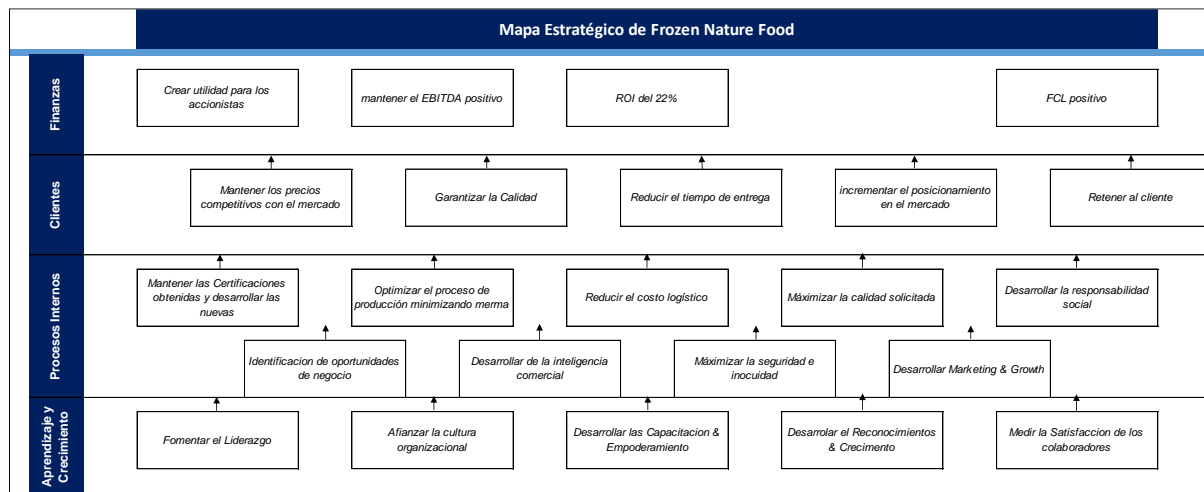 Mapa Estratégico de Frozen Nature Food
Finanzas
Crear utilidad para los
accionistas
mantener el EBITDA positivo
ROI del 22%
FCL positivo
Clientes
Mantener los precios
competitivos con el mercado
Garantizar la Calidad
Reducir el tiempo de entrega
incrementar el posicionamiento
en el mercado
Retener al cliente
Procesos Internos
Mantener las Certificaciones
obtenidas y desarrollar las
nuevas
Optimizar el proceso de
producción minimizando merma
Reducir el costo logístico
Máximizar la calidad solicitada
Desarrollar la responsabilidad
social
Identificacion de oportunidades
de negocio
Desarrollar de la inteligencia
comercial
Máximizar la seguridad e
inocuidad
Desarrollar Marketing & Growth
Aprendizaje y
Crecimiento
Fomentar el Liderazgo
Afianzar la cultura
organizacional
Desarrollar las Capacitacion &
Empoderamiento
Desarrolar el Reconocimientos
& Crecimento
Medir la Satisfaccion de los
colaboradores